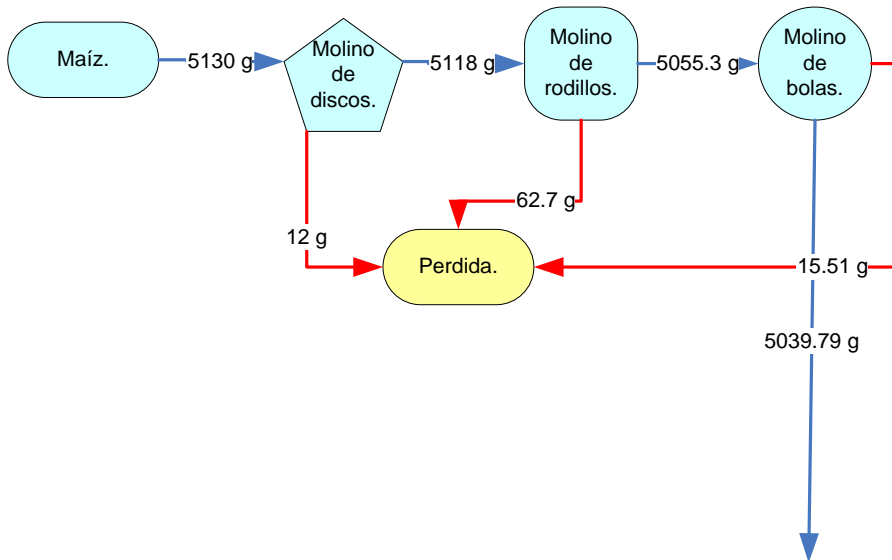 Maíz.
5130 g
Molino
de
discos.
5118 g
Molino
de
rodillos.
5055.3 g
Molino
de
bolas.
62.7 g
12 g
Perdida.
15.51 g
5039.79 g